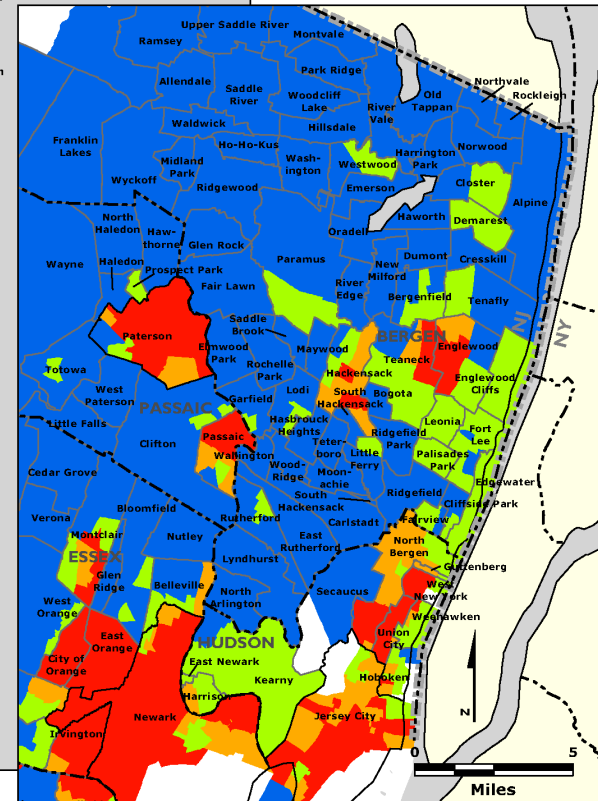 Upper Saddle River
Ramsey
Montvale
Park Ridge
Allendale
Saddle
River
Woodcliff
Lake
Northvale
Rockleigh
Old
Tappan
River
Vale
Waldwick
Hillsdale
Franklin
Lakes
Ho-Ho-Kus
Norwood
Midland
Park
Wash-
ington
Westwood
Harrington
Park
Wyckoff
Ridgewood
Emerson
Closter
Alpine
North
Haledon
Haw-
thorne
Glen Rock
Oradell
Haworth
Demarest
Wayne
Haledon
Prospect Park
Paramus
Dumont
Cresskill
New
Milford
Fair Lawn
River
Edge
Bergenfield
Tenafly
Saddle
Brook
NJ
NY
Paterson
BERGEN
Elmwood
Park
Maywood
Teaneck
Englewood
Totowa
Rochelle
Park
Hackensack
Englewood
Cliffs
West
Paterson
Lodi
South
Hackensack
Bogota
PASSAIC
Garfield
Little Falls
Hasbrouck
Heights
Leonia
Fort
Lee
Clifton
Passaic
Teter-
boro
Ridgefield
Park
Wallington
Little
Ferry
Palisades
Park
Cedar Grove
Wood-
Ridge
Moon-
achie
Edgewater
South
Hackensack
Ridgefield
Cliffside Park
Verona
Bloomfield
Rutherford
Carlstadt
Fairview
Montclair
Nutley
East
Rutherford
North
Bergen
ESSEX
Lyndhurst
Guttenberg
Glen
Ridge
Belleville
North
Arlington
Secaucus
West
New York
West
Orange
Weehawken
East
Orange
HUDSON
Union
City
City of
Orange
East Newark
Kearny
Hoboken
Harrison
Newark
Jersey City
Irvington
N
0
5
Miles